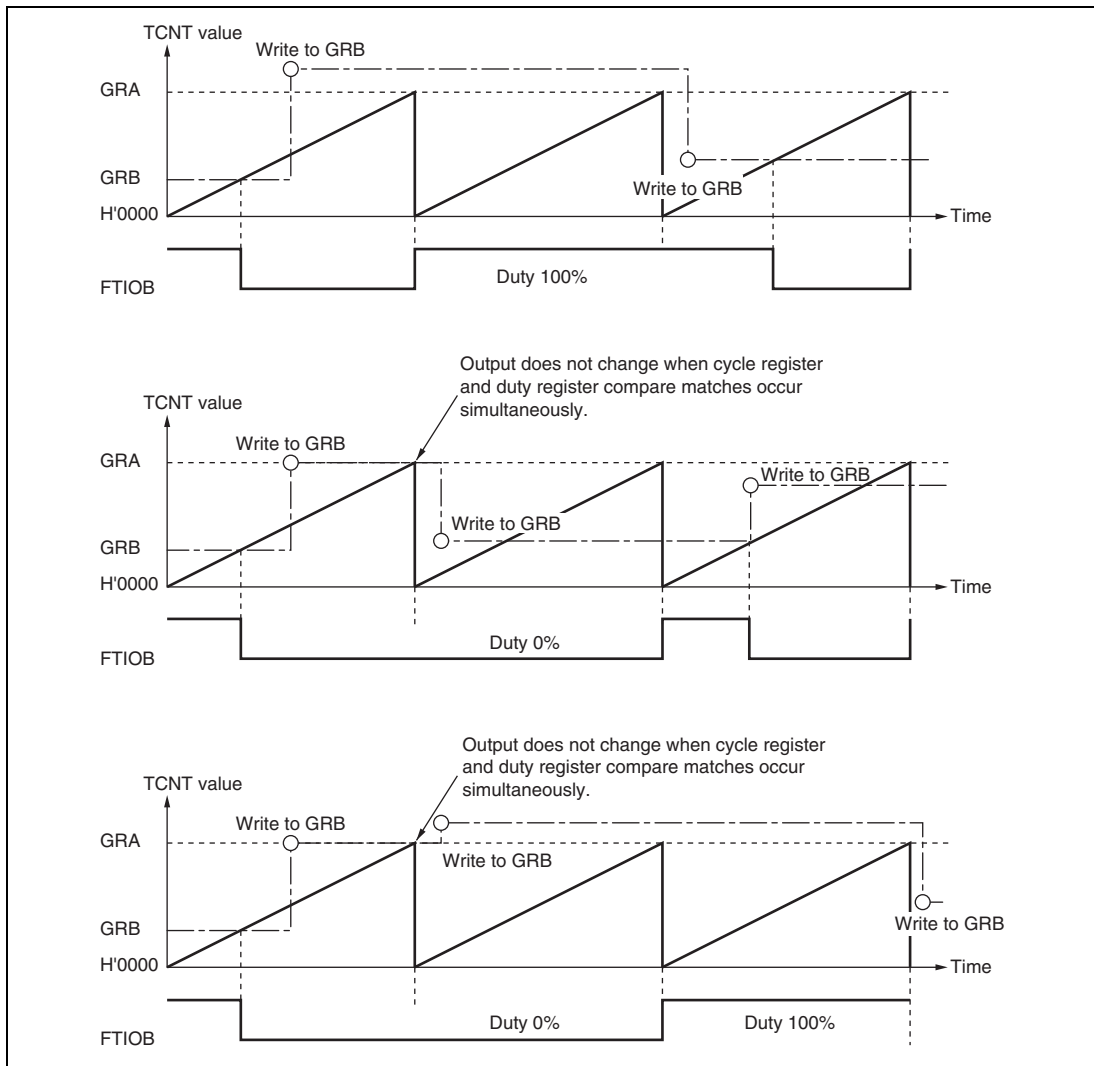 TCNT value
Write to GRB
GRA
GRB
Write to GRB
H'0000
Time
Duty 100%
FTIOB
Output does not change when cycle register
and duty register compare matches occur
simultaneously.
TCNT value
Write to GRB
GRA
Write to GRB
Write to GRB
GRB
H'0000
Time
Duty 0%
FTIOB
Output does not change when cycle register
and duty register compare matches occur
simultaneously.
TCNT value
Write to GRB
GRA
Write to GRB
GRB
Write to GRB
H'0000
Time
Duty 0%
Duty 100%
FTIOB